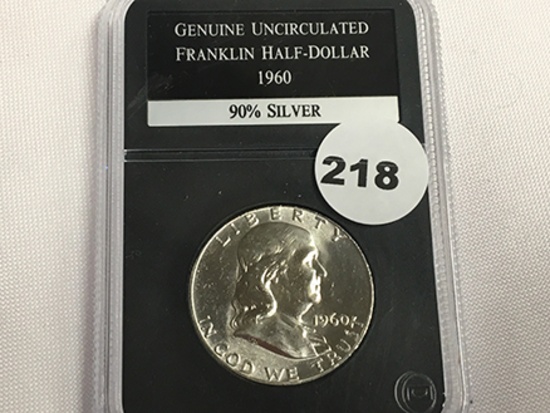 GENUINE UNCIRCULATED
FRANKLIN HALF-DOLLAR
1960
90% SILVER
218
LIBERTY
1960
IN GOD WE TRUST